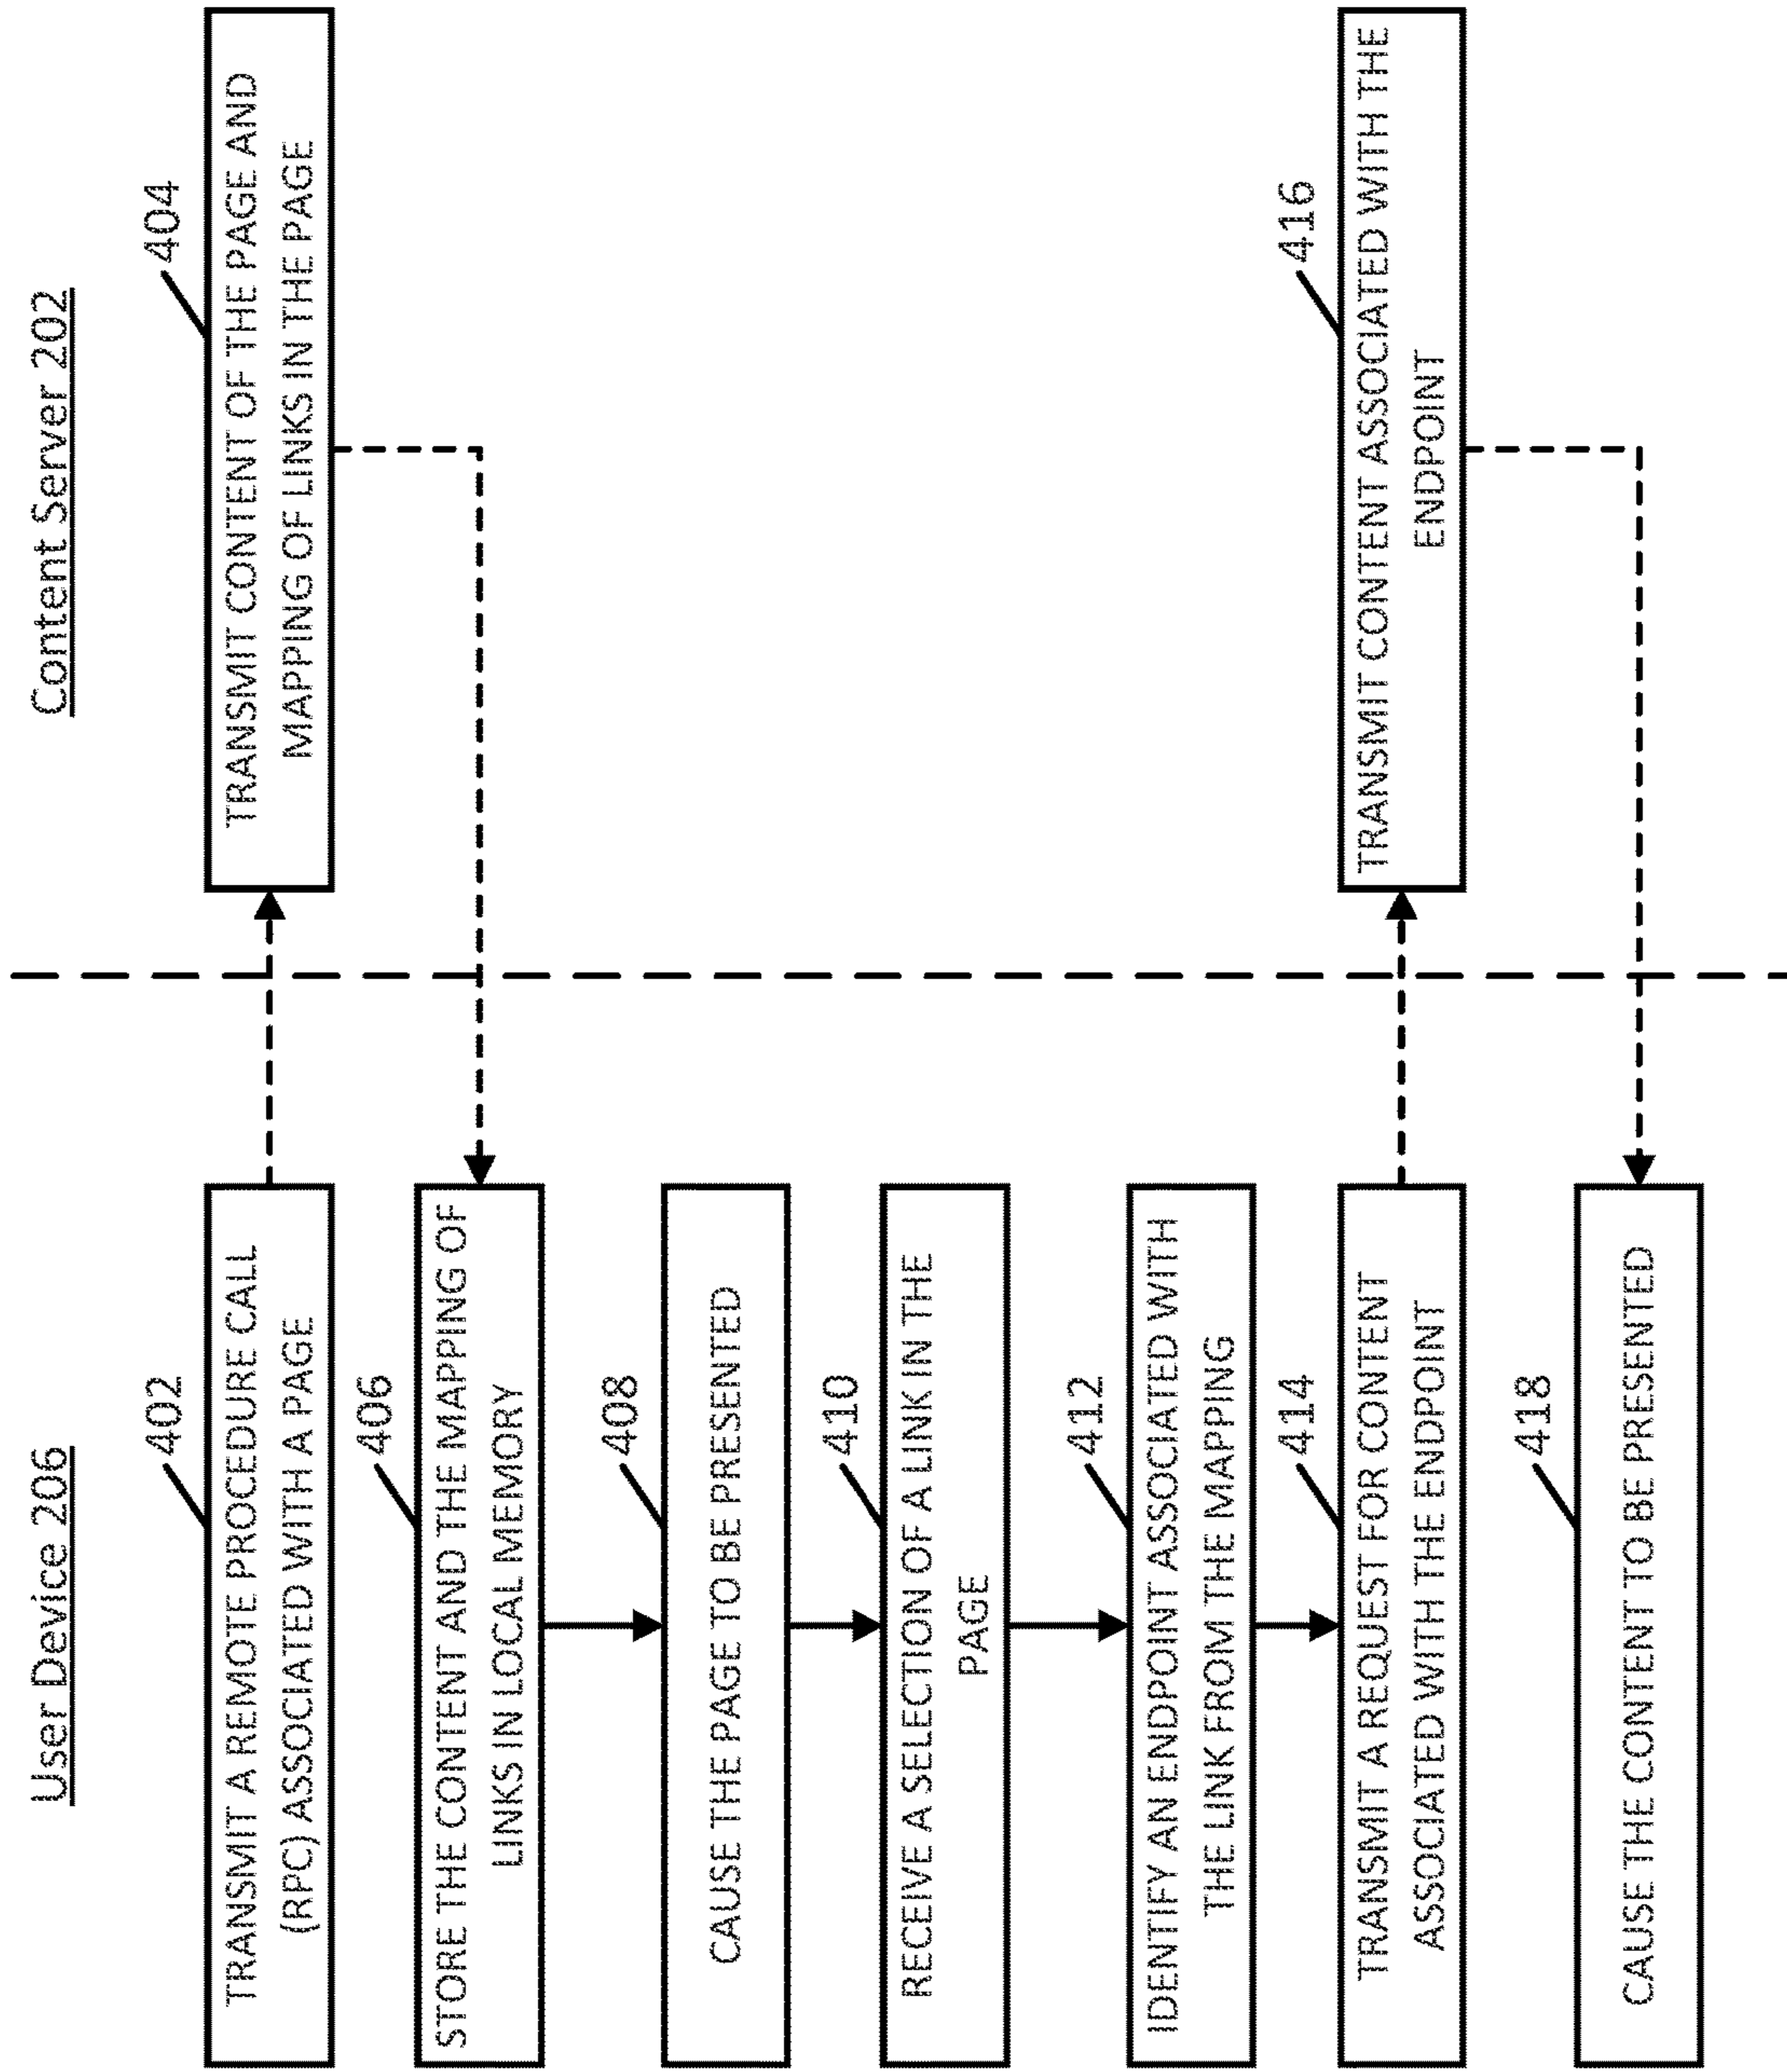 User Device 206
Content Server 202
402
TRANSMIT A REMOTE PROCEDURE CALL
(RPC) ASSOCIATED WITH A PAGE
404
TRANSMIT CONTENT OF THE PAGE AND
MAPPING OF LINKS IN THE PAGE
406
STORE THE CONTENT AND THE MAPPING OF
LINKS IN LOCAL MEMORY
408
CAUSE THE PAGE TO BE PRESENTED
410
RECEIVE A SELECTION OF A LINK IN THE
PAGE
412
IDENTIFY AN ENDPOINT ASSOCIATED WITH
THE LINK FROM THE MAPPING
414
TRANSMIT A REQUEST FOR CONTENT
ASSOCIATED WITH THE ENDPOINT
416
TRANSMIT CONTENT ASSOCIATED WITH THE
ENDPOINT
418
CAUSE THE CONTENT TO BE PRESENTED